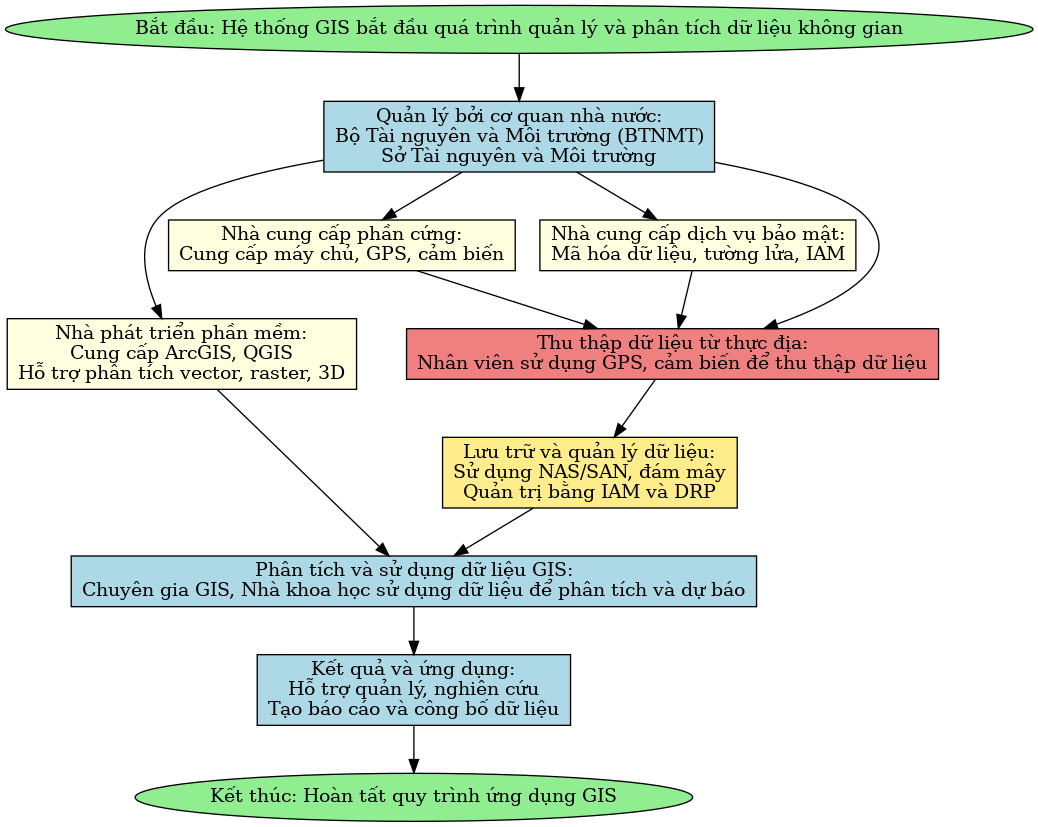 Bắt đầu: Hệ thống GIS bắt đầu quá trình quản lý và phân tích dữ liệu không gian
Quản lý bởi cơ quan nhà nước:
Bộ Tài nguyên và Môi trường (BTNMT)
Sở Tài nguyên và Môi trường
Nhà cung cấp phần cứng:
Cung cấp máy chủ, GPS, cảm biến
Nhà cung cấp dịch vụ bảo mật:
Mã hóa dữ liệu, tường lửa, IAM
Nhà phát triển phần mềm:
Cung cấp ArcGIS, QGIS
Hỗ trợ phân tích vector, raster, 3D
Thu thập dữ liệu từ thực địa:
Nhân viên sử dụng GPS, cảm biến để thu thập dữ liệu
Lưu trữ và quản lý dữ liệu:
Sử dụng NAS/SAN, đám mây
Quản trị bằng IAM và DRP
Phân tích và sử dụng dữ liệu GIS:
Chuyên gia GIS, Nhà khoa học sử dụng dữ liệu để phân tích và dự báo
Kết quả và ứng dụng:
Hỗ trợ quản lý, nghiên cứu
Tạo báo cáo và công bố dữ liệu
Kết thúc: Hoàn tất quy trình ứng dụng GIS